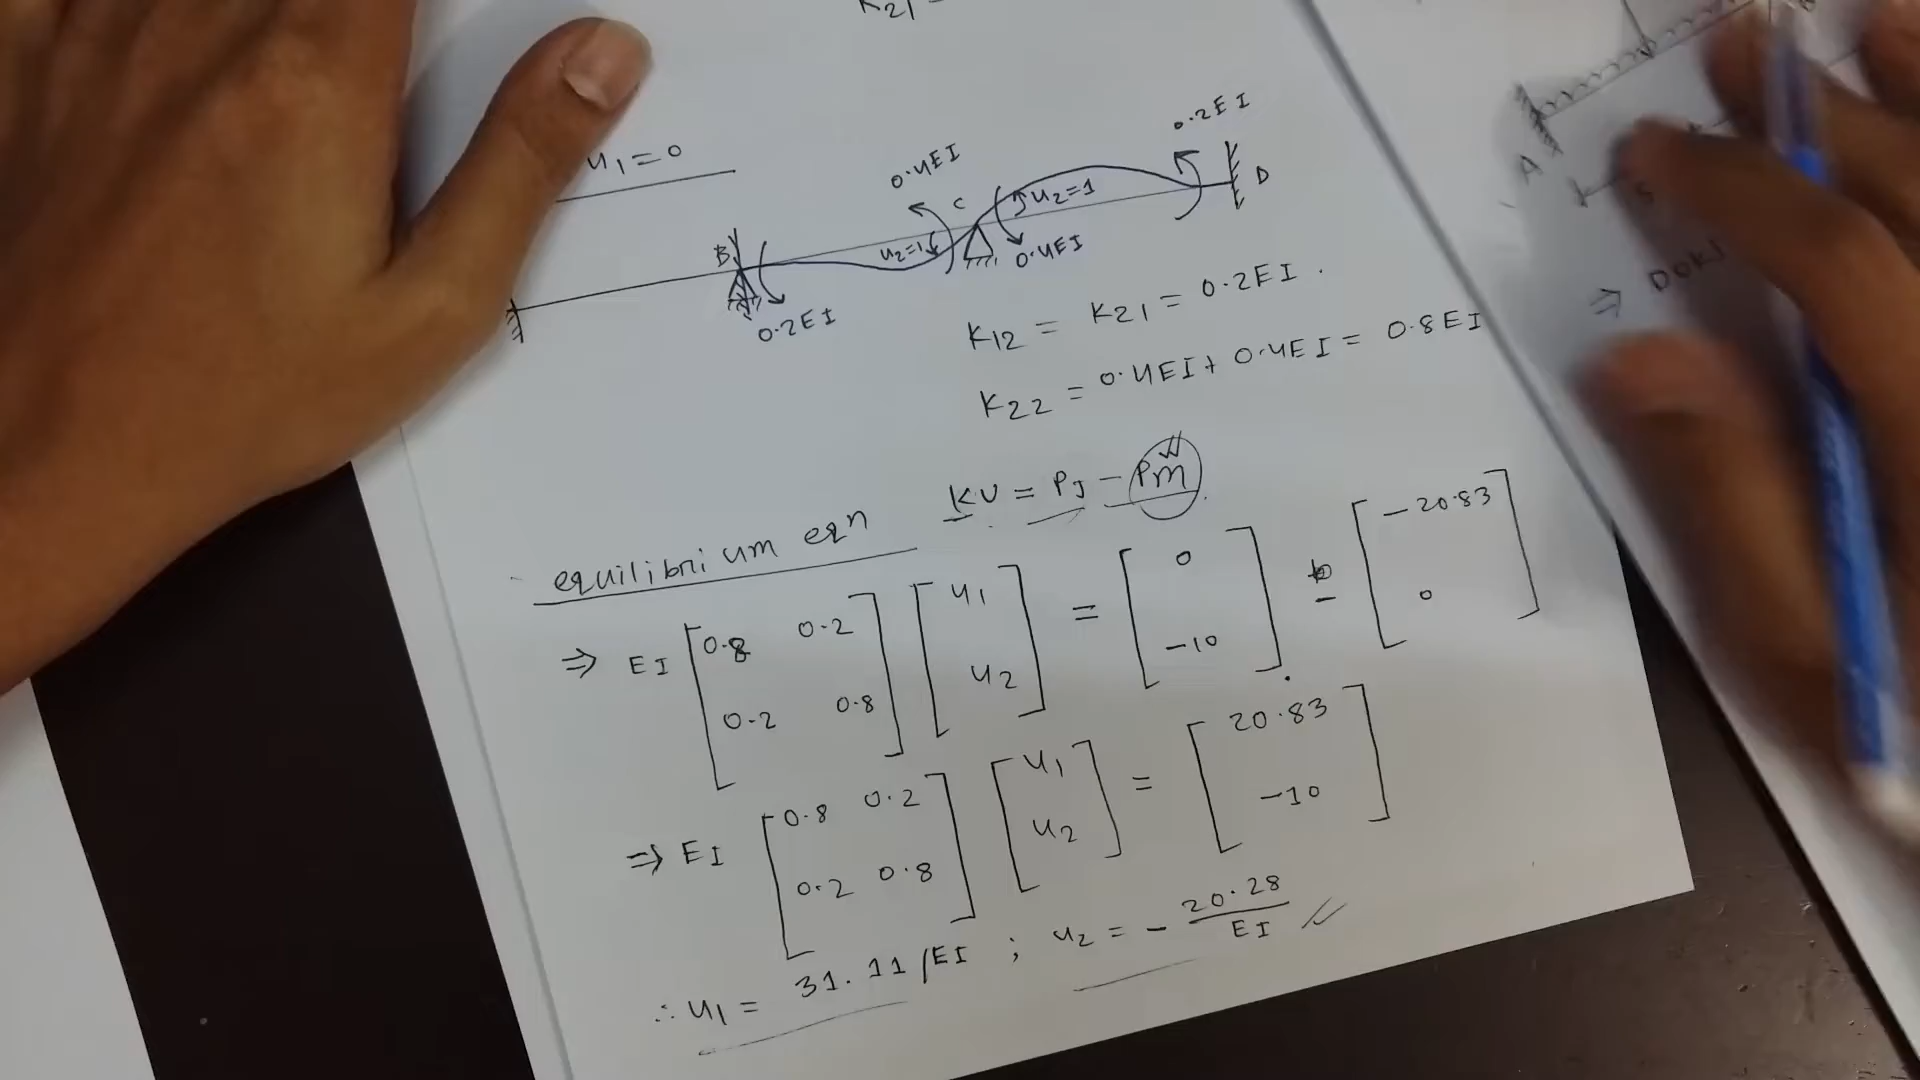 K21 =
u1=0
0.4EI
C
u2=1
0.2EI
D
B
u2=1
0.4EI
0.2EI
K12 = K21 = 0.2EI.
K22 = 0.4EI+0.4EI = 0.8EI
A
5
⇒
KU = PJ - Pm
equilibrium eqn
⇒ EI [0.8 0.2 0.2 0.8] [u1 u2] = [0 -10] - [-20.83 0]
⇒ EI [0.8 0.2 0.2 0.8] [u1 u2] = [20.83 -10]
∴ u1 = 31.11/EI ; u2 = - 20.28/EI ✓